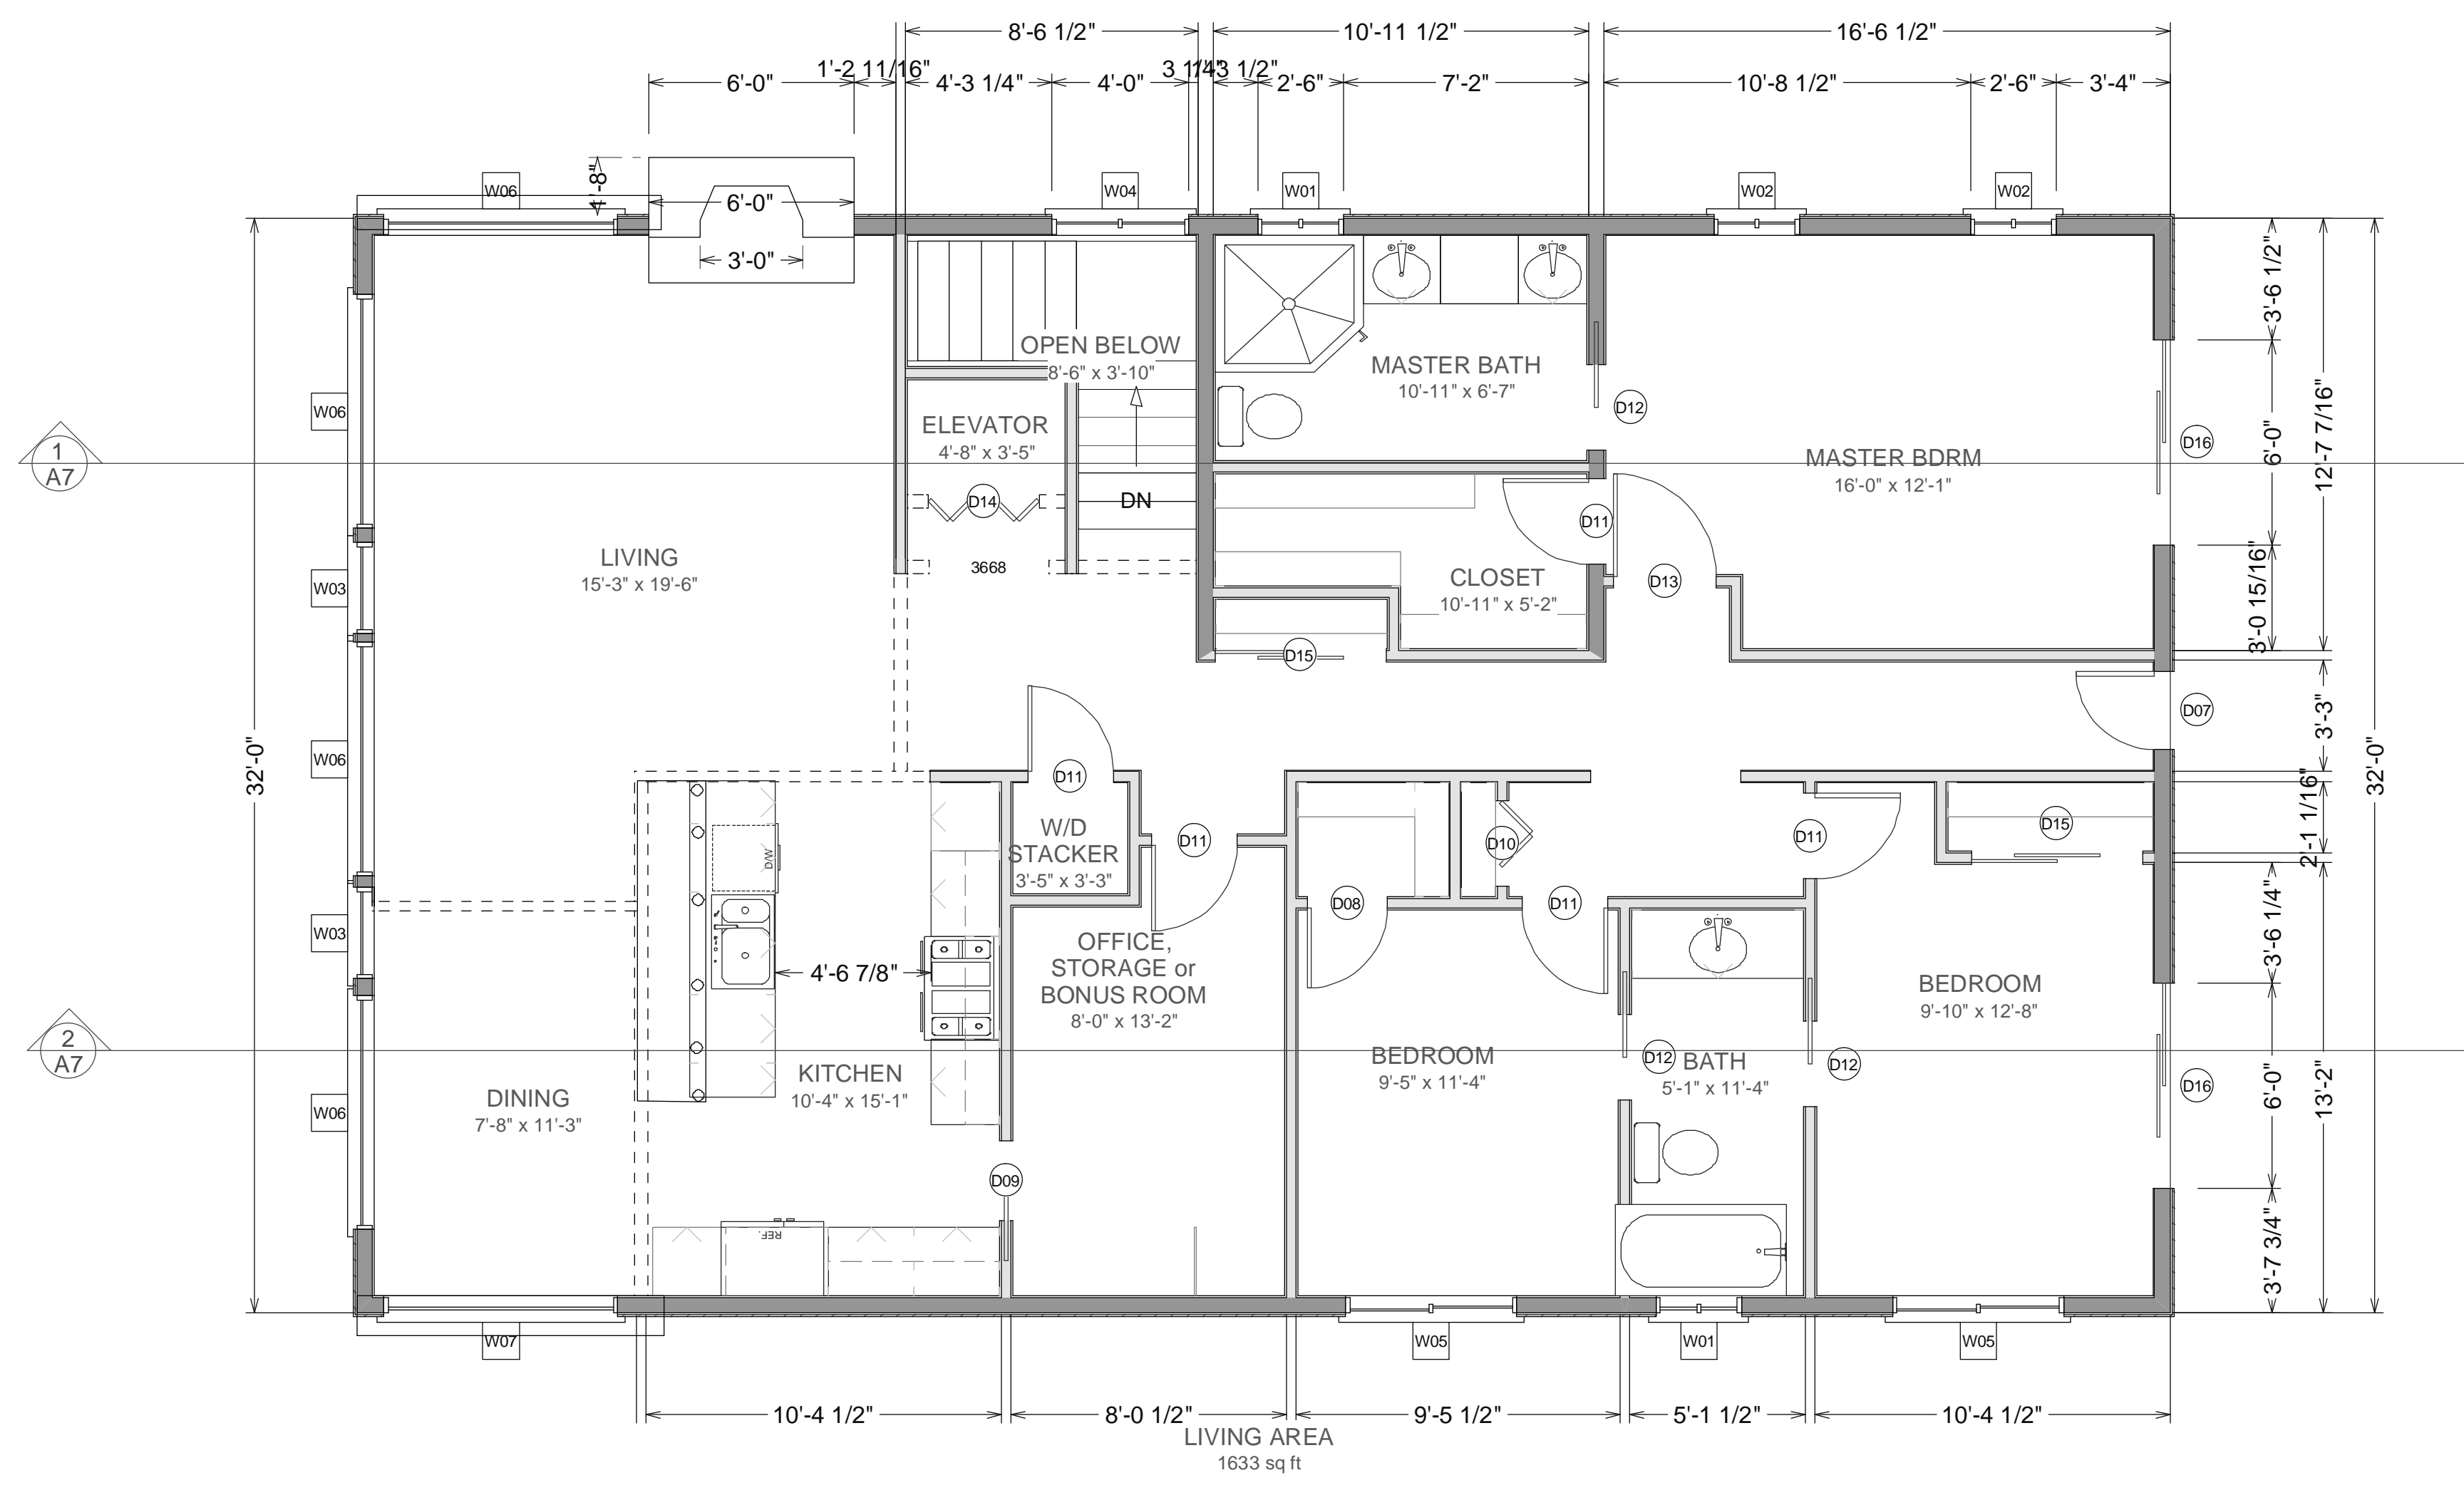 8'-6 1/2" 10'-11 1/2" 16'-6 1/2"
6'-0" 1'-2 11/16" 4'-3 1/4" 4'-0" 3 1/4" 1'-3 1/2" 2'-6" 7'-2" 10'-8 1/2" 2'-6" 3'-4"
W06 1'-8" 6'-0" W04 W01 W02 W02
3'-0"
3'-6 1/2"
OPEN BELOW
8'-6" x 3'-10"
MASTER BATH
10'-11" x 6'-7"
D12
W06
ELEVATOR
4'-8" x 3'-5"
1
A7
MASTER BDRM
16'-0" x 12'-1"
D16 6'-0" 12'-7 7/16"
D14
DN
D11
LIVING
15'-3" x 19'-6"
3668
CLOSET
10'-11" x 5'-2"
D13
W03
3'-0 15/16"
D15
D07
3'-3"
32'-0"
W06
D11
32'-0"
W/D
STACKER
3'-5" x 3'-3"
D11
D10
D11
D15
2'-1 1/16"
D/W
D08
D11
W03
3'-6 1/4"
4'-6 7/8"
OFFICE,
STORAGE or
BONUS ROOM
8'-0" x 13'-2"
BEDROOM
9'-10" x 12'-8"
2
A7
BEDROOM
9'-5" x 11'-4"
D12
BATH
5'-1" x 11'-4"
D12
D16 6'-0" 13'-2"
W06
DINING
7'-8" x 11'-3"
KITCHEN
10'-4" x 15'-1"
D09
REF.
3'-7 3/4"
W07 W05 W01 W05
10'-4 1/2" 8'-0 1/2" 9'-5 1/2" 5'-1 1/2" 10'-4 1/2"
LIVING AREA
1633 sq ft